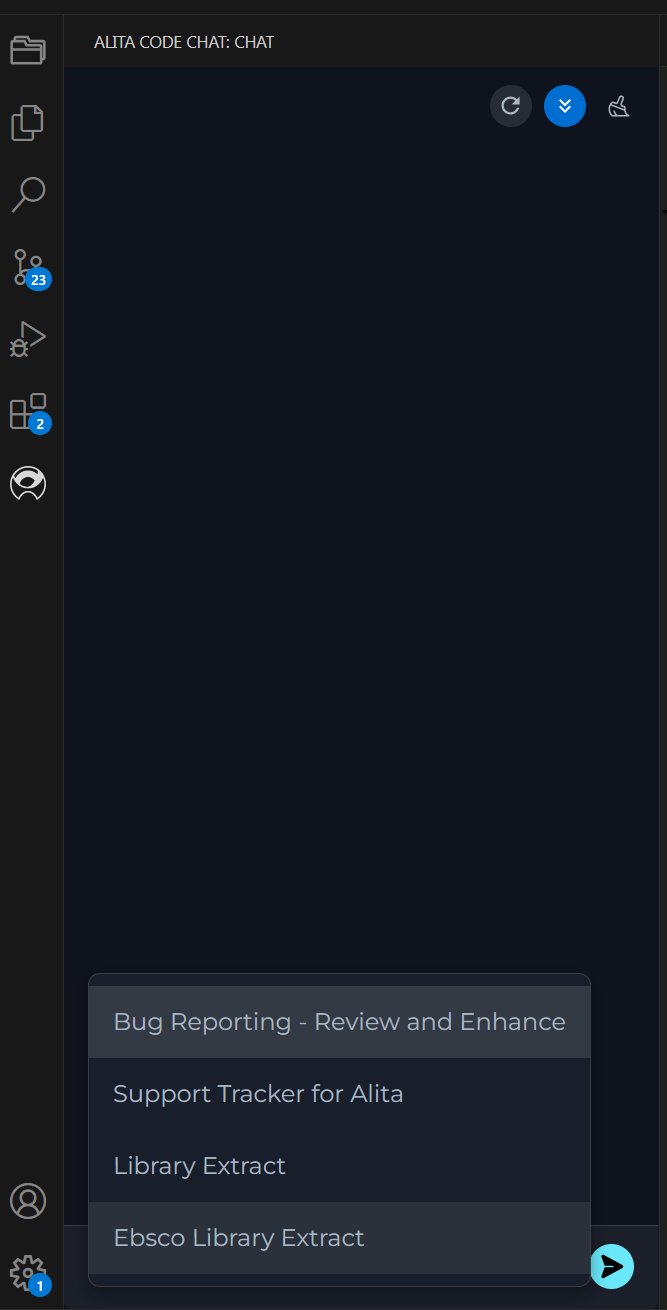 ALITA CODE CHAT: CHAT
23
2
Bug Reporting - Review and Enhance
Support Tracker for Alita
Library Extract
Ebsco Library Extract
1